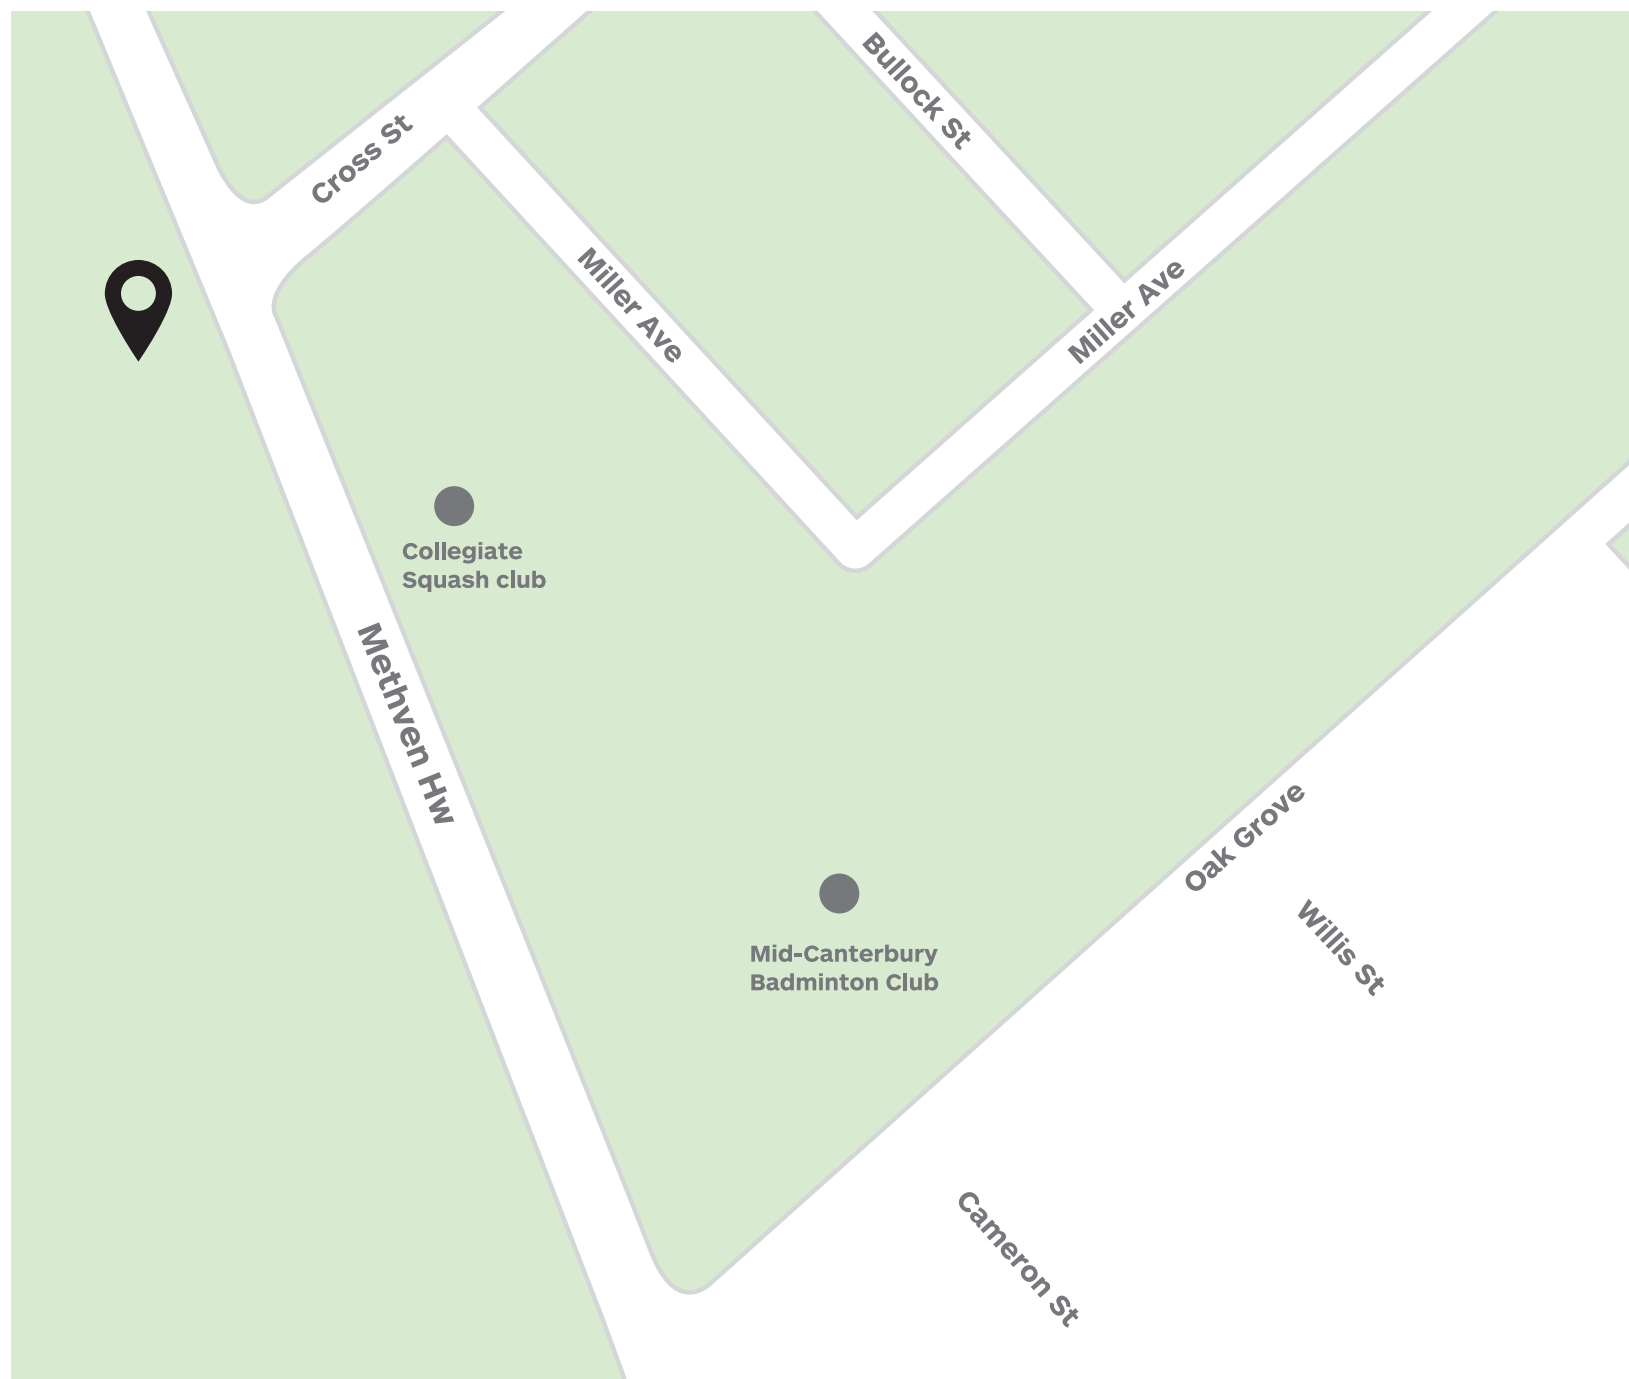 Bullock St
Cross St
Miller Ave
Miller Ave
Collegiate
Squash club
Methven Hw
Oak Grove
Willis St
Mid-Canterbury
Badminton Club
Cameron St